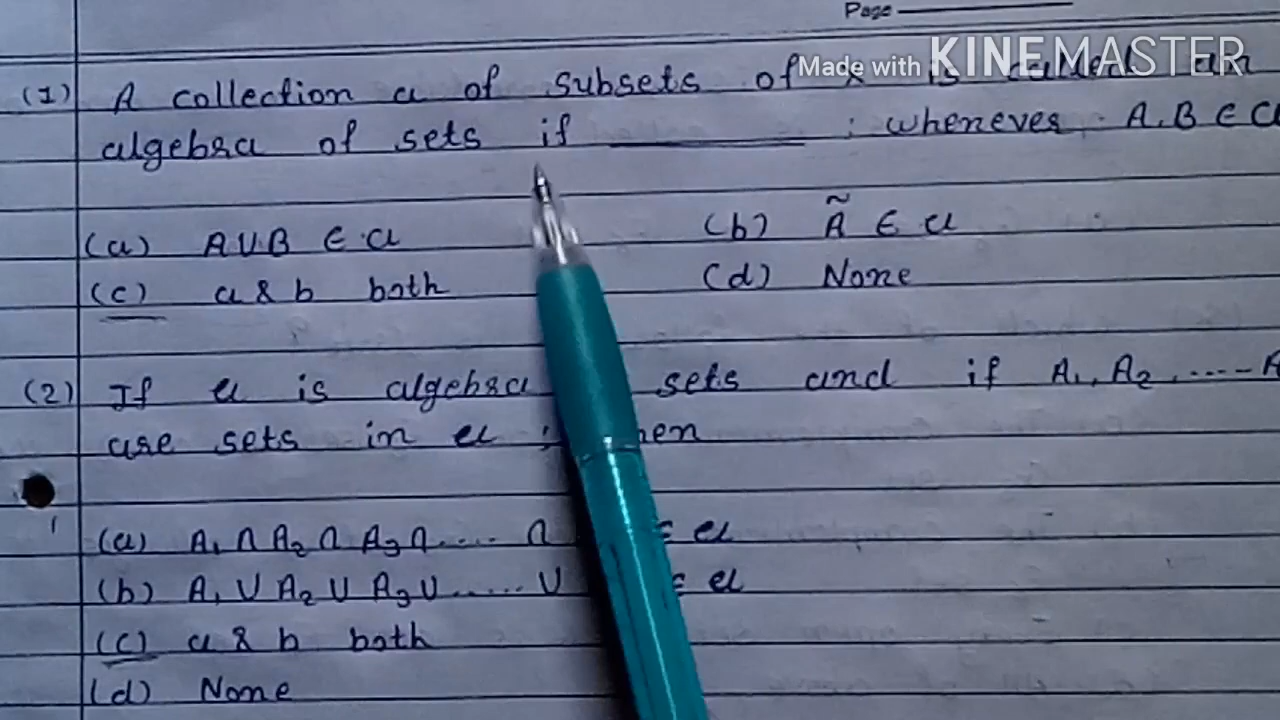 Page
Made with KINEMASTER
(1) A collection a of subsets of X is called an
algebra of sets if ______ : whenever A, B ∈ a
(a) A∪B ∈ a (b) Ã ∈ a
(c) a & b both (d) None
(2) If a is algebra sets and if A₁, A₂, ....
are sets in a ;
(a) A₁ ∩ A₂ ∩ A₃ ∩ .... ∩ ∈ a
(b) A₁ ∪ A₂ ∪ A₃ ∪ ..... ∪ ∈ a
(c) a & b both
(d) None